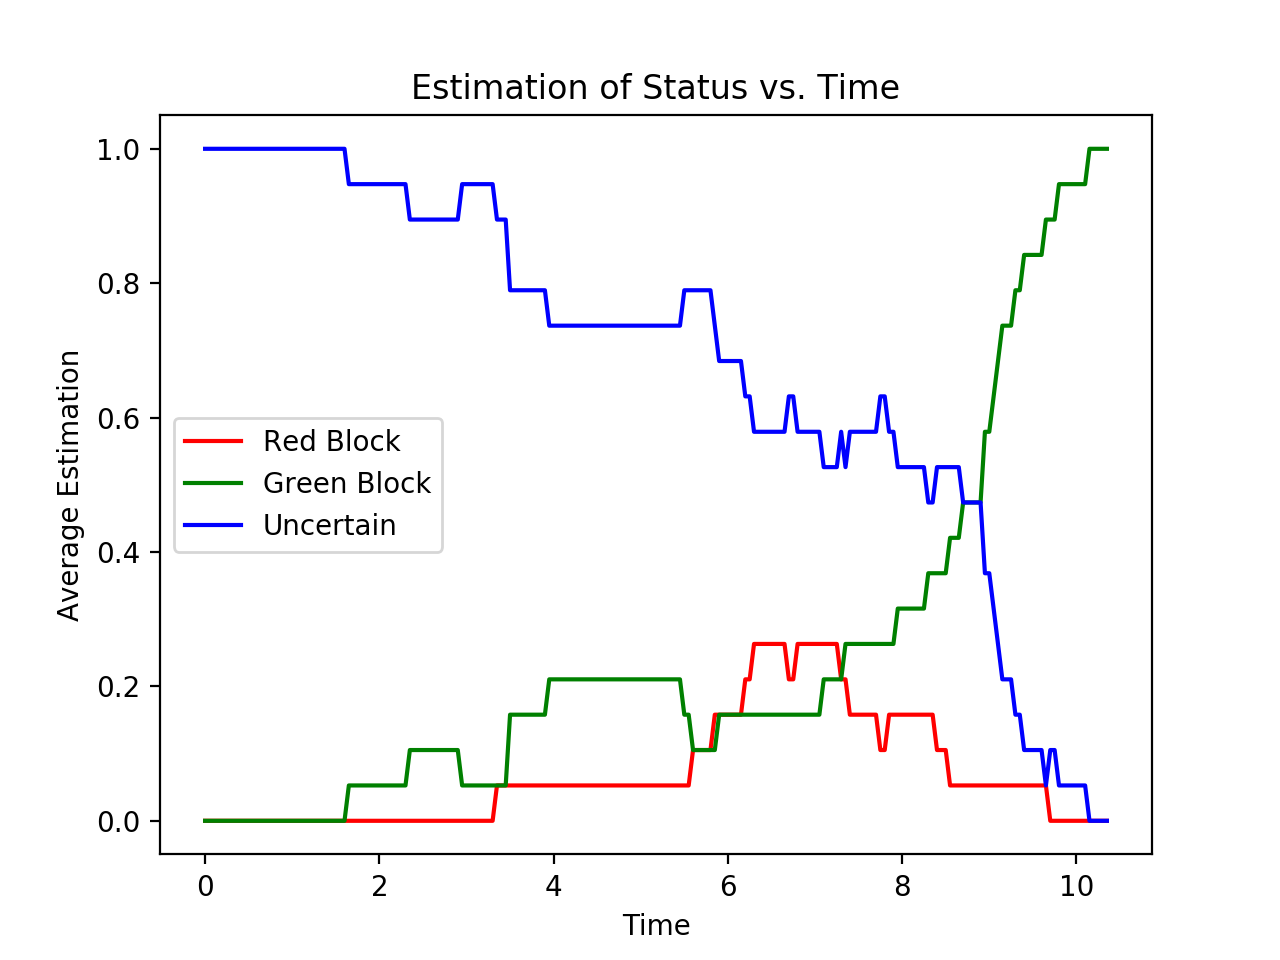 Estimation of Status vs. Time
1.0
0.8
0.6
0.4
0.2
0.0
Average Estimation
Red Block
Green Block
Uncertain
0 2 4 6 8 10
Time